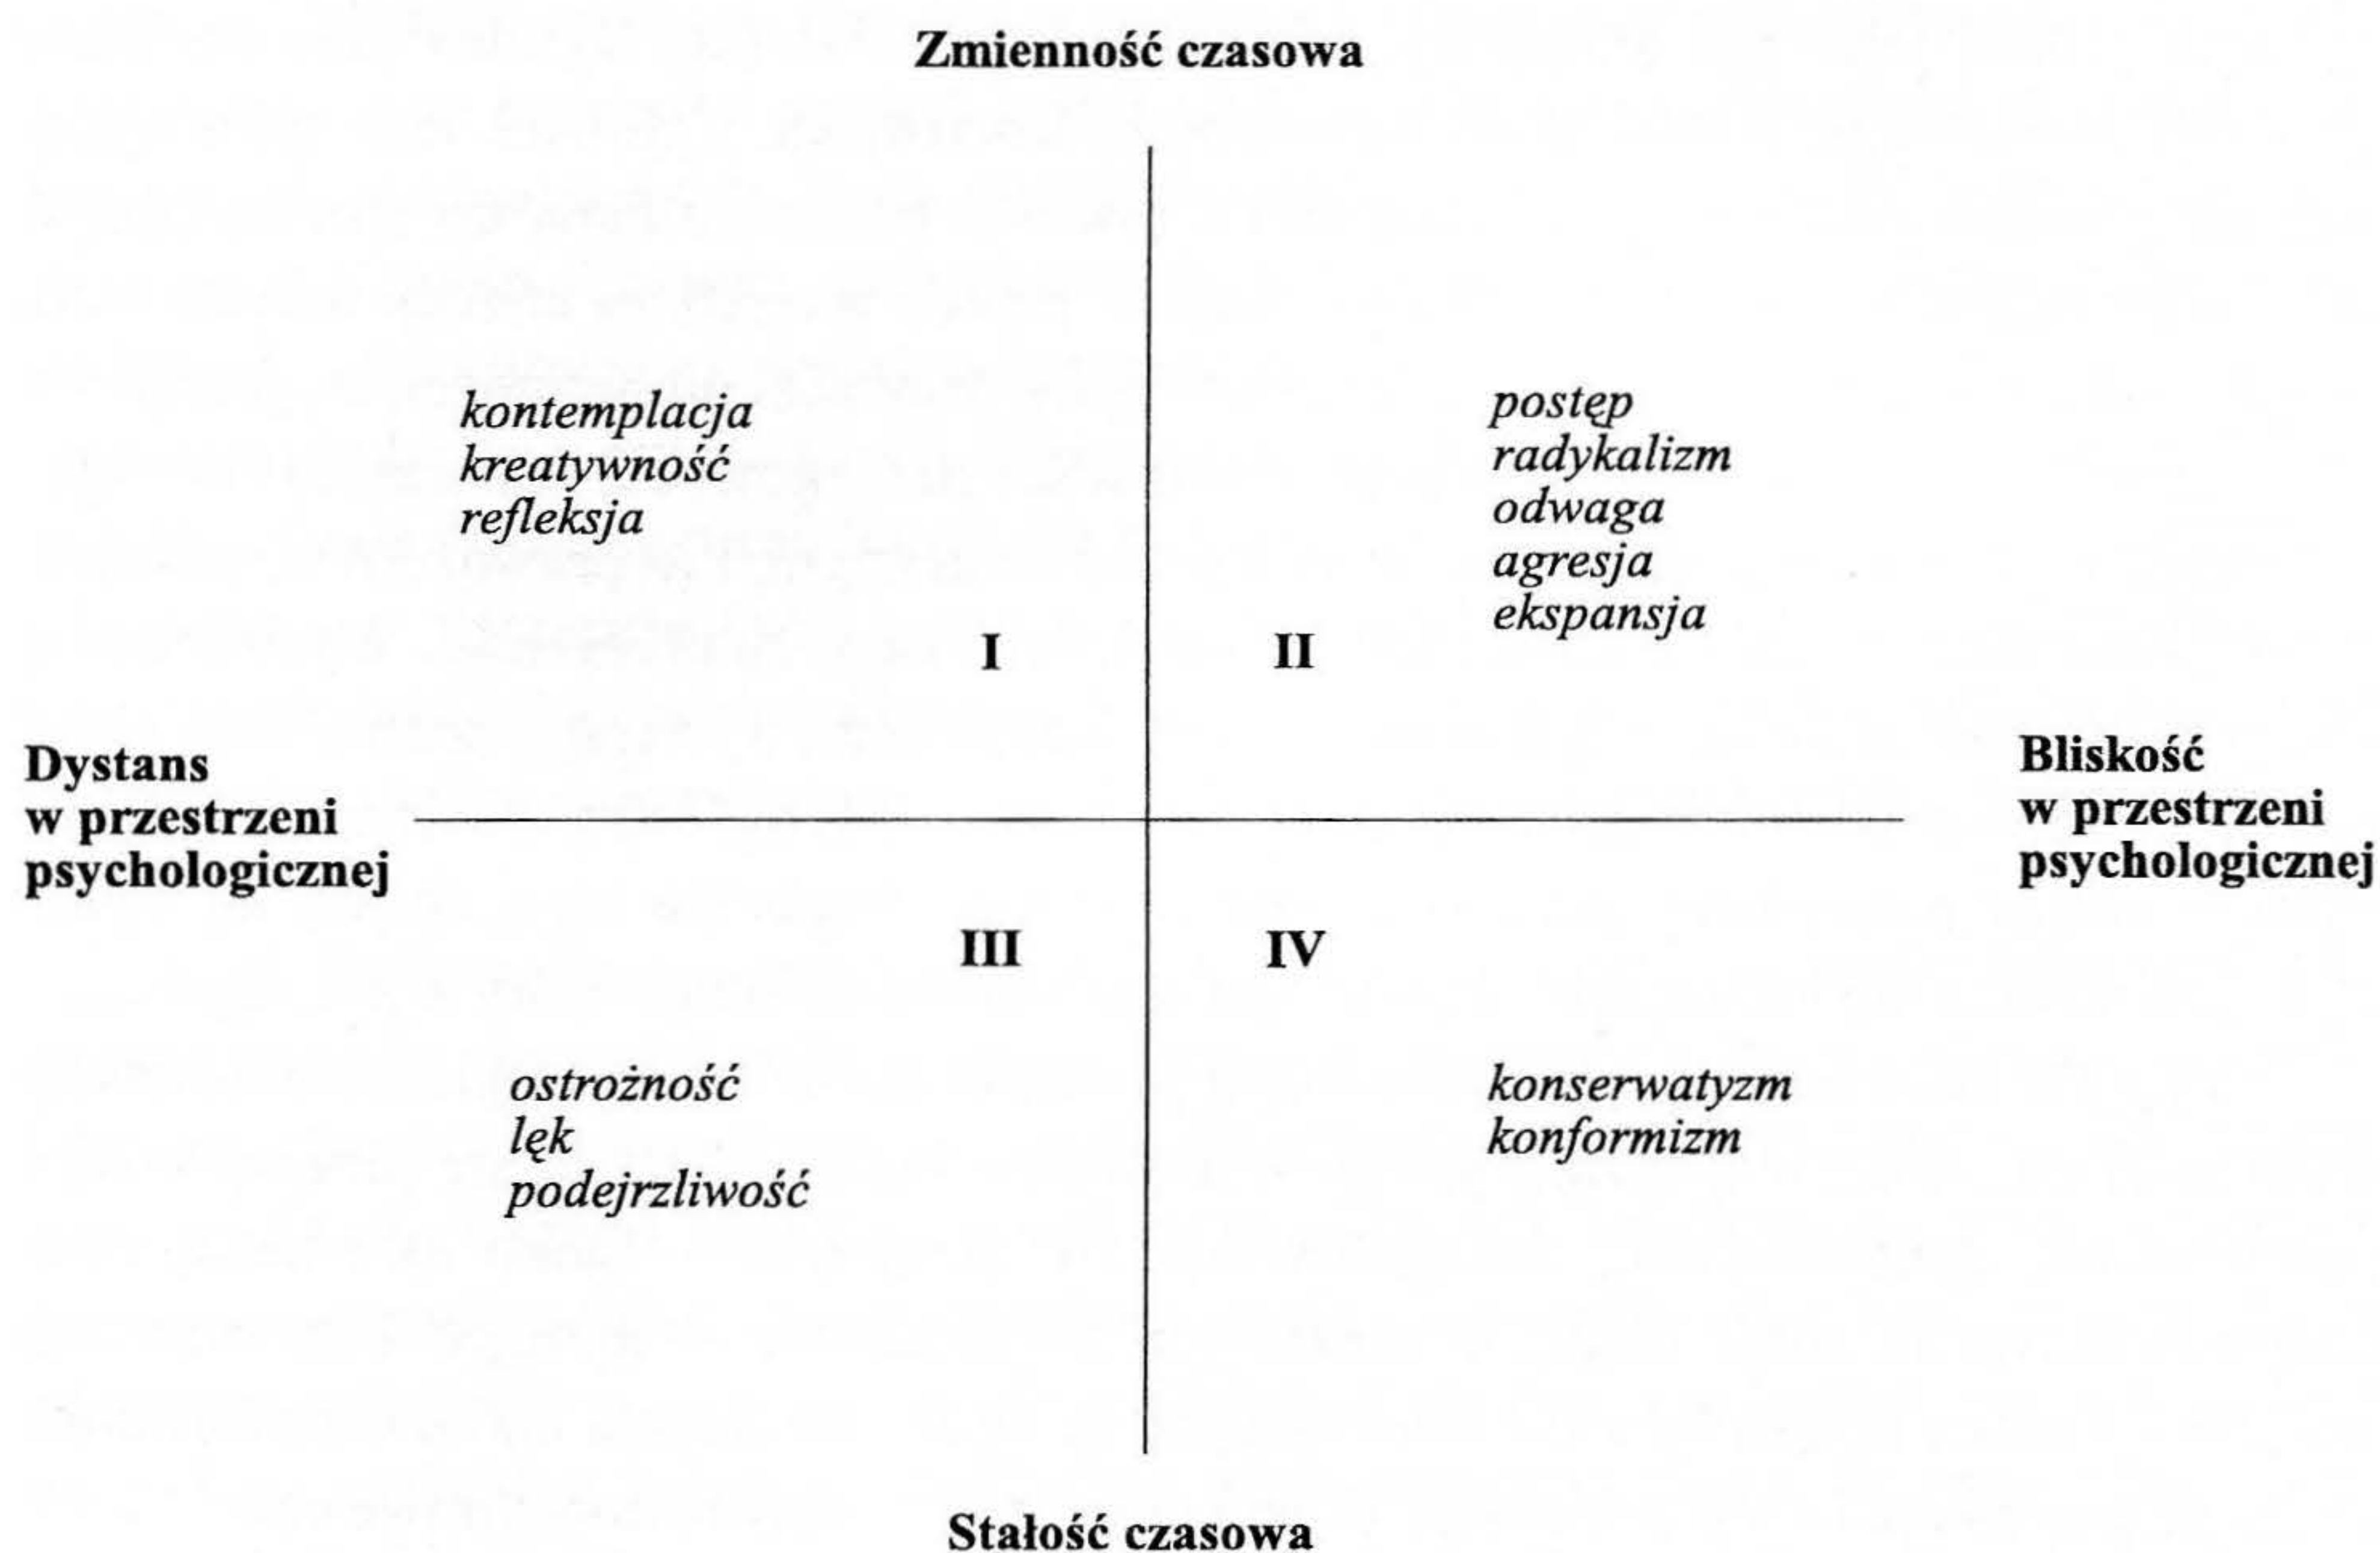 Zmienność czasowa
kontemplacja
kreatywność
refleksja
postęp
radykalizm
odwaga
agresja
ekspansja
I
II
Dystans
w przestrzeni
psychologicznej
Bliskość
w przestrzeni
psychologicznej
III
IV
ostrożność
lęk
podejrzliwość
konserwatyzm
konformizm
Stałość czasowa